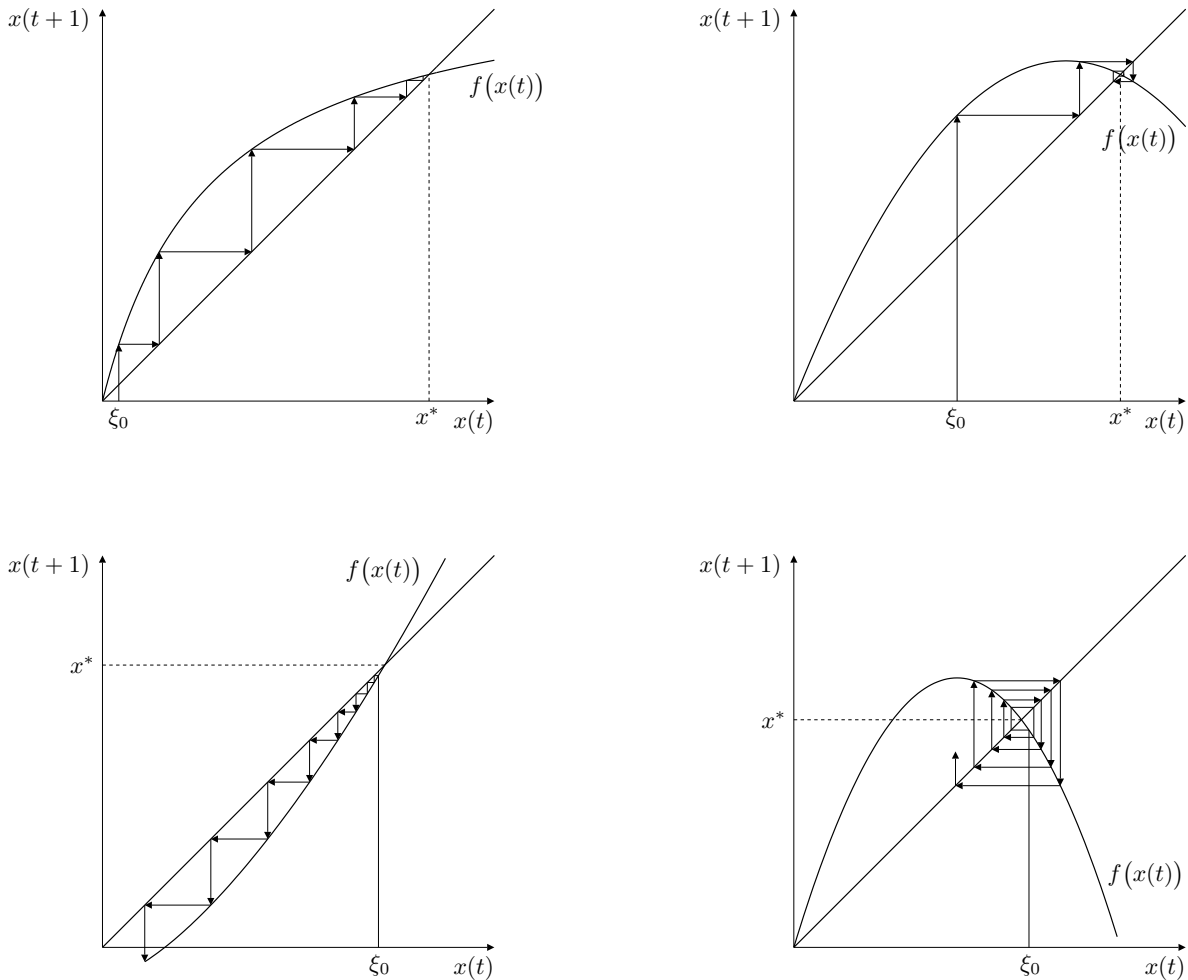 x(t + 1)
f(x(t))
ξ₀
x*
x(t)
x(t + 1)
f(x(t))
ξ₀
x*
x(t)
x(t + 1)
f(x(t))
x*
ξ₀
x(t)
x(t + 1)
x*
f(x(t))
ξ₀
x(t)